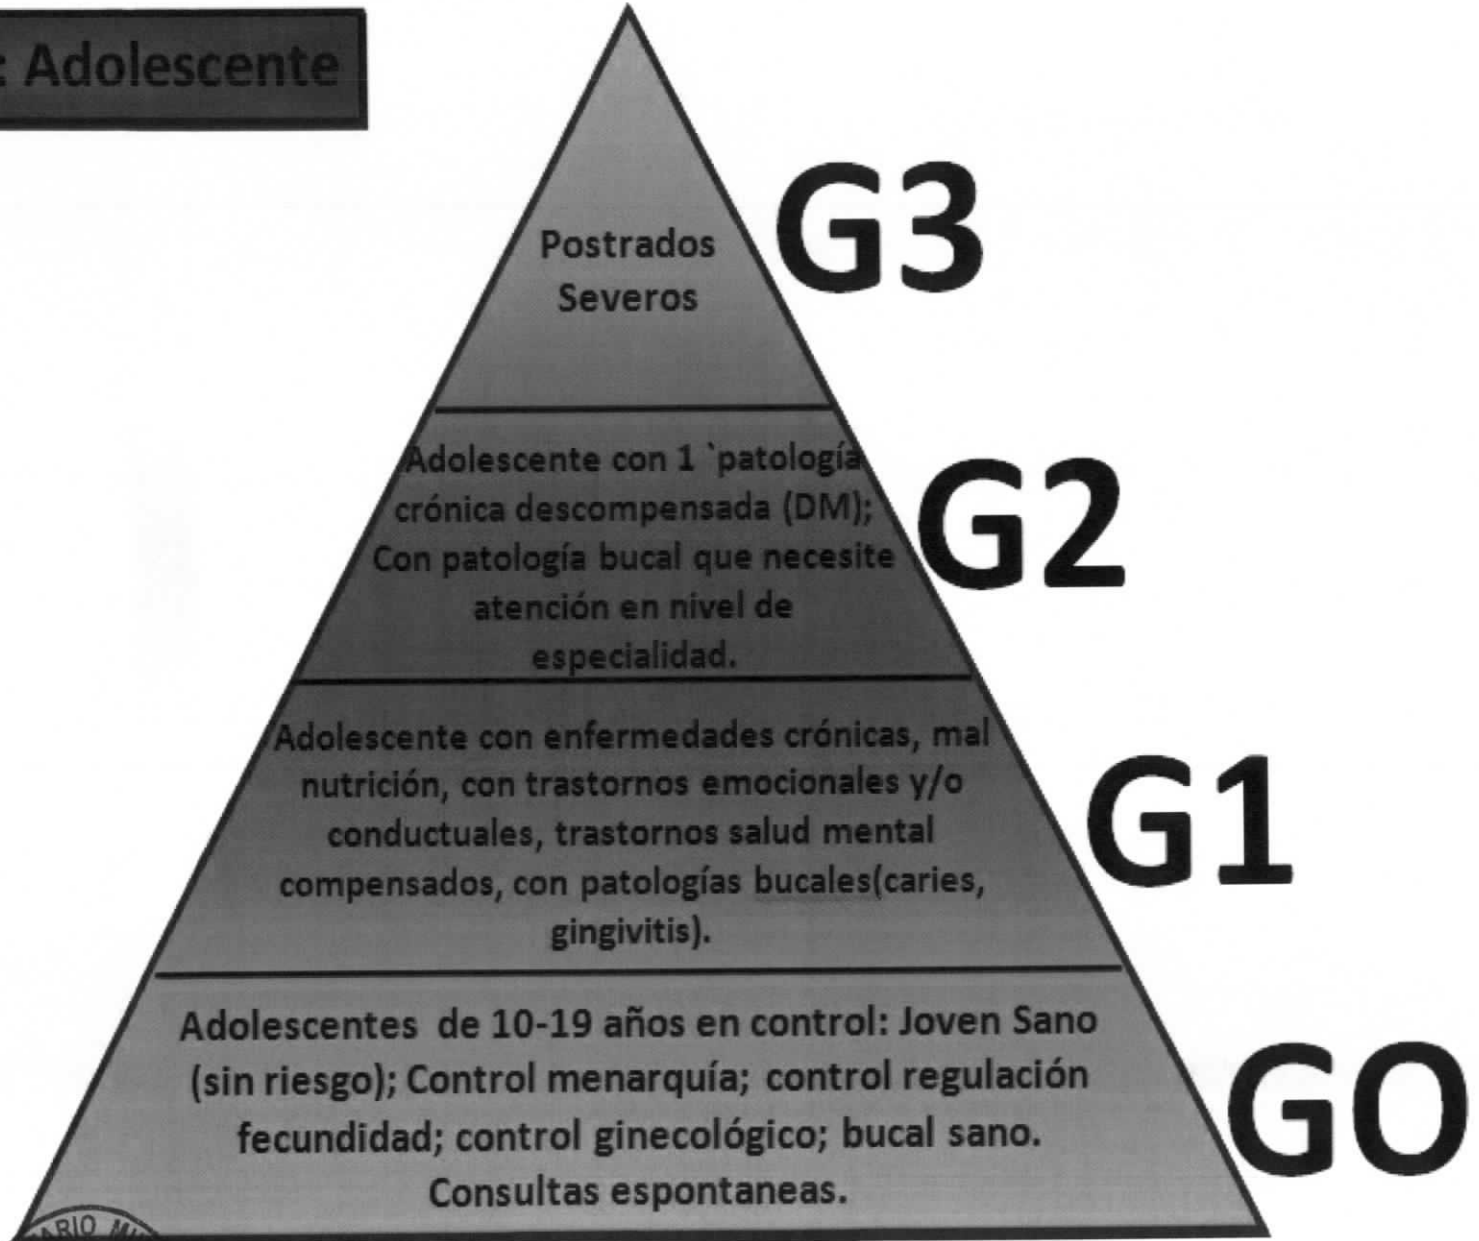 : Adolescente
G3
Postrados
Severos
G2
Adolescente con 1 `patología
crónica descompensada (DM);
Con patología bucal que necesite
atención en nivel de
especialidad.
G1
Adolescente con enfermedades crónicas, mal
nutrición, con trastornos emocionales y/o
conductuales, trastornos salud mental
compensados, con patologías bucales(caries,
gingivitis).
GO
Adolescentes de 10-19 años en control: Joven Sano
(sin riesgo); Control menarquía; control regulación
fecundidad; control ginecológico; bucal sano.
Consultas espontaneas.